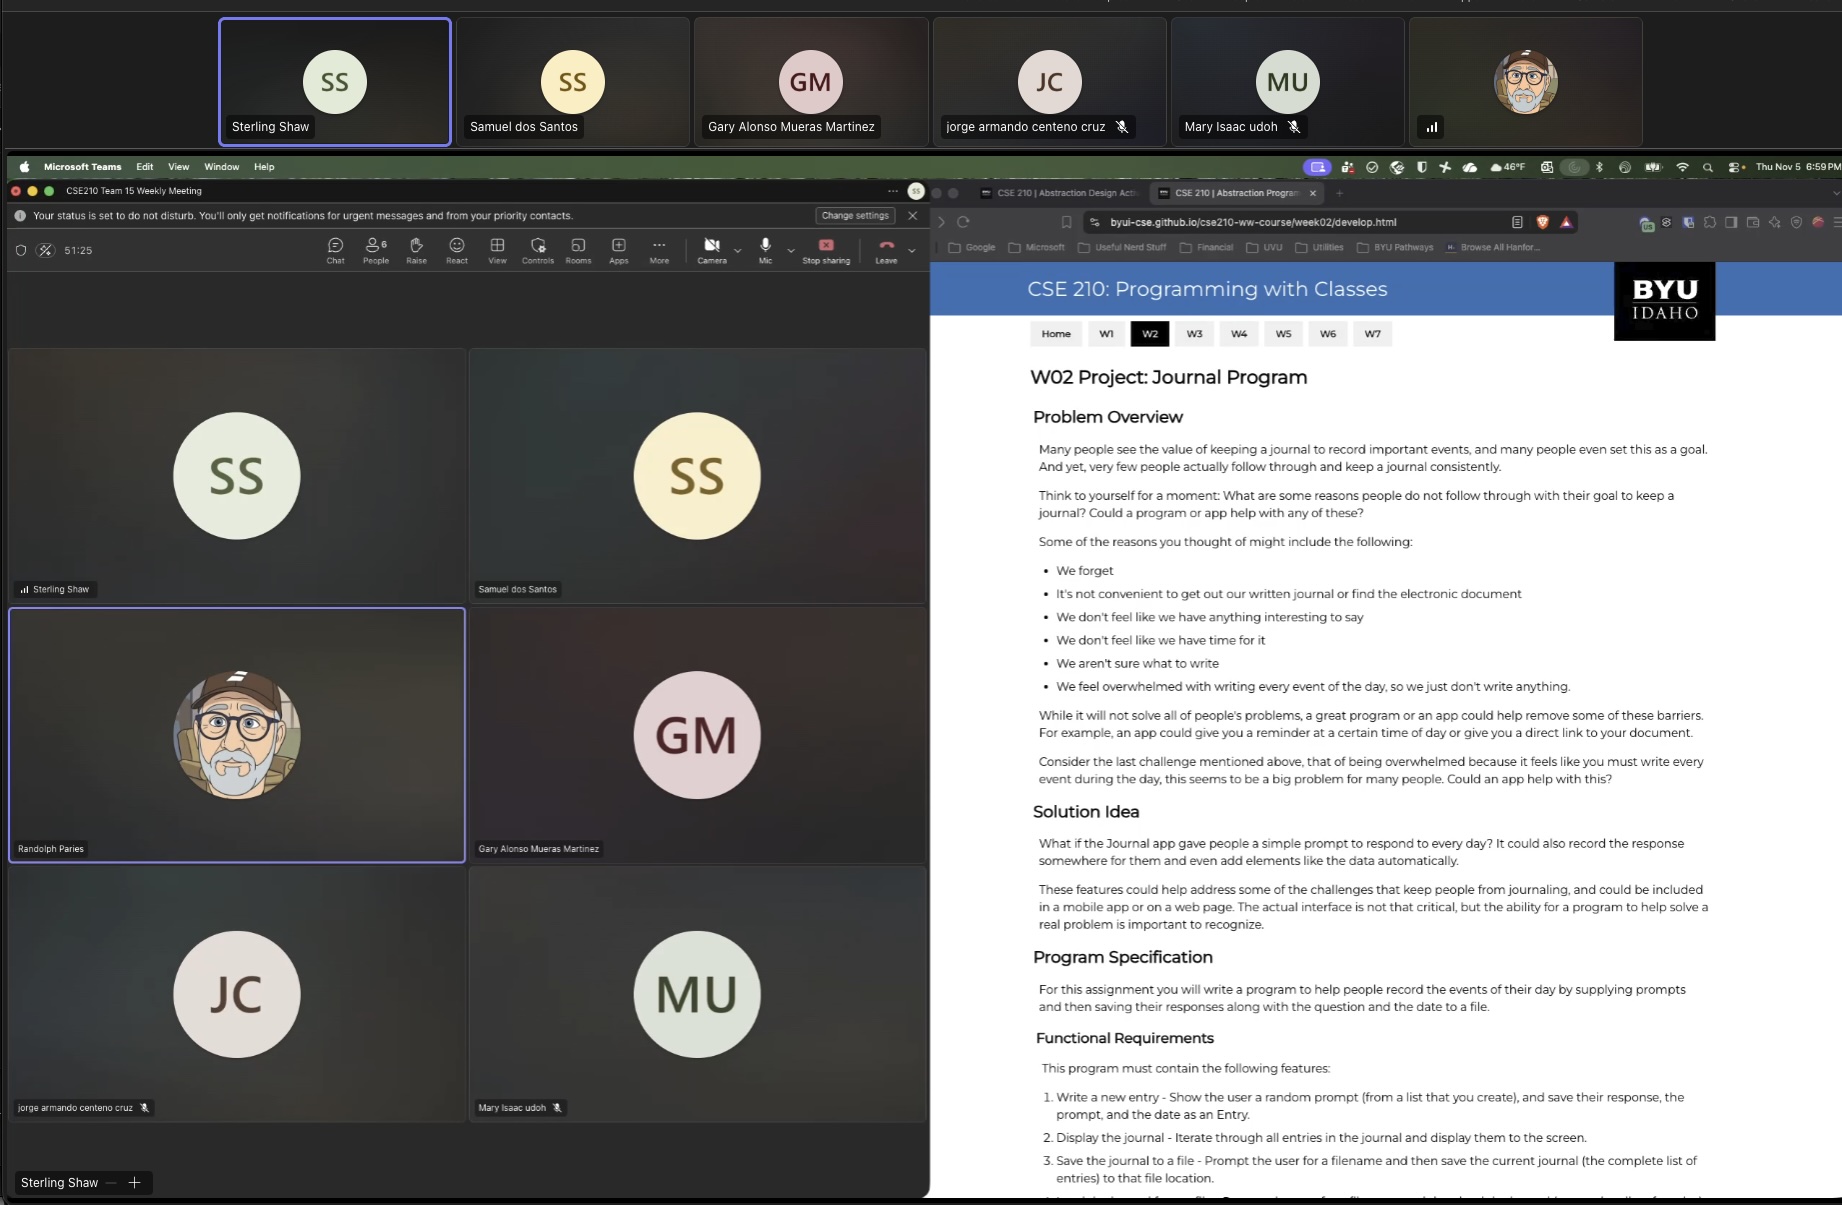 SS
Sterling Shaw
SS
Samuel dos Santos
GM
Gary Alonso Mueras Martinez
JC
jorge armando centeno cruz
MU
Mary Isaac udoh
Microsoft Teams Edit View Window Help
46°F
Thu Nov 5 6:59 PM
CSE210 Team 15 Weekly Meeting
SS
Your status is set to do not disturb. You'll only get notifications for urgent messages and from your priority contacts.
Change settings
51:25
6
Chat People Raise React View Controls Rooms Apps More Camera Mic Stop sharing Leave
SS
Sterling Shaw
SS
Samuel dos Santos
Randolph Paries
GM
Gary Alonso Mueras Martinez
JC
jorge armando centeno cruz
MU
Mary Isaac udoh
Sterling Shaw
CSE 210 | Abstraction Design Acti
CSE 210 | Abstraction Program
byui-cse.github.io/cse210-ww-course/week02/develop.html
Google Microsoft Useful Nerd Stuff Financial UVU Utilities BYU Pathways Browse All Hanfor...
CSE 210: Programming with Classes
BYU
IDAHO
Home W1 W2 W3 W4 W5 W6 W7
W02 Project: Journal Program
Problem Overview
Many people see the value of keeping a journal to record important events, and many people even set this as a goal.
And yet, very few people actually follow through and keep a journal consistently.
Think to yourself for a moment: What are some reasons people do not follow through with their goal to keep a
journal? Could a program or app help with any of these?
Some of the reasons you thought of might include the following:
• We forget
• It's not convenient to get out our written journal or find the electronic document
• We don't feel like we have anything interesting to say
• We don't feel like we have time for it
• We aren't sure what to write
• We feel overwhelmed with writing every event of the day, so we just don't write anything.
While it will not solve all of people's problems, a great program or an app could help remove some of these barriers.
For example, an app could give you a reminder at a certain time of day or give you a direct link to your document.
Consider the last challenge mentioned above, that of being overwhelmed because it feels like you must write every
event during the day, this seems to be a big problem for many people. Could an app help with this?
Solution Idea
What if the Journal app gave people a simple prompt to respond to every day? It could also record the response
somewhere for them and even add elements like the data automatically.
These features could help address some of the challenges that keep people from journaling, and could be included
in a mobile app or on a web page. The actual interface is not that critical, but the ability for a program to help solve a
real problem is important to recognize.
Program Specification
For this assignment you will write a program to help people record the events of their day by supplying prompts
and then saving their responses along with the question and the date to a file.
Functional Requirements
This program must contain the following features:
1. Write a new entry - Show the user a random prompt (from a list that you create), and save their response, the
prompt, and the date as an Entry.
2. Display the journal - Iterate through all entries in the journal and display them to the screen.
3. Save the journal to a file - Prompt the user for a filename and then save the current journal (the complete list of
entries) to that file location.